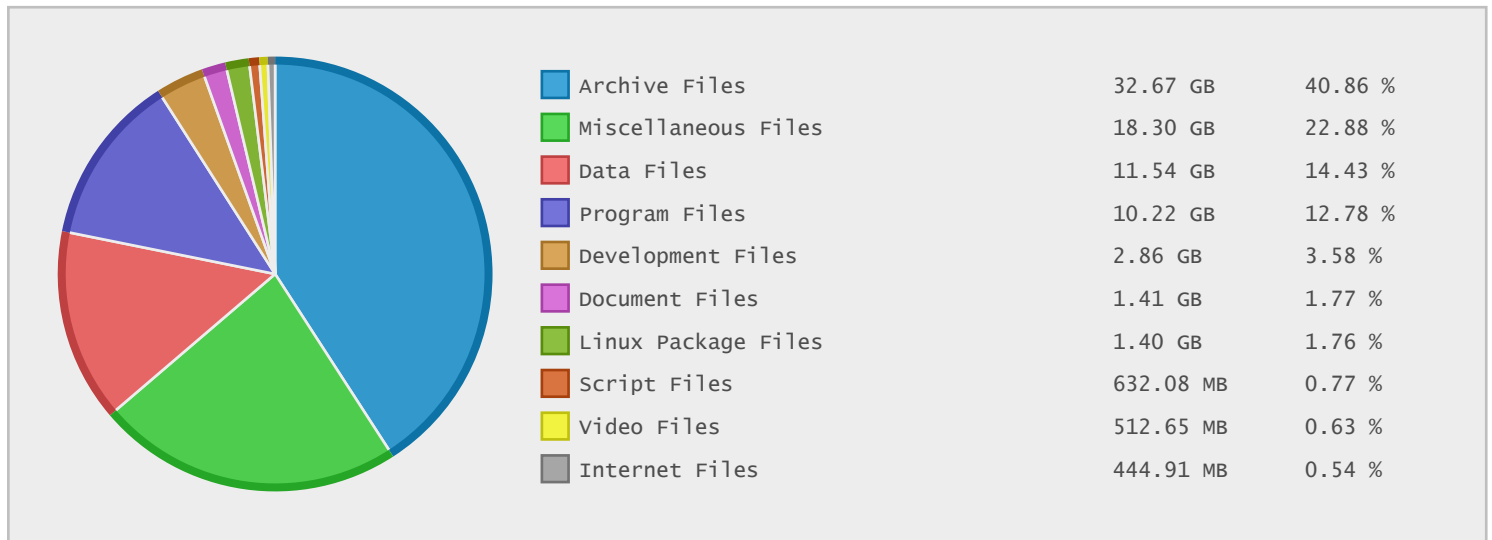 Archive Files 32.67 GB 40.86 %
Miscellaneous Files 18.30 GB 22.88 %
Data Files 11.54 GB 14.43 %
Program Files 10.22 GB 12.78 %
Development Files 2.86 GB 3.58 %
Document Files 1.41 GB 1.77 %
Linux Package Files 1.40 GB 1.76 %
Script Files 632.08 MB 0.77 %
Video Files 512.65 MB 0.63 %
Internet Files 444.91 MB 0.54 %